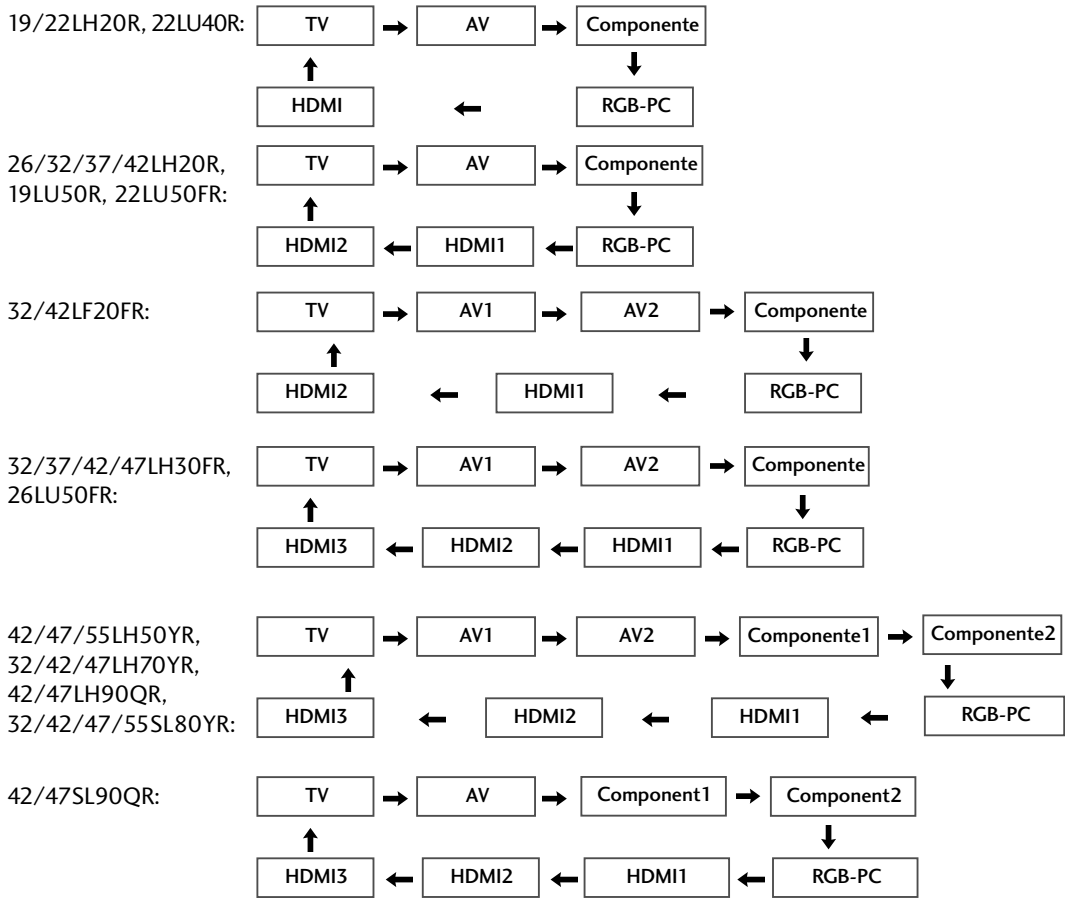 19/22LH20R, 22LU40R:
TV → AV → Componente
HDMI ← RGB-PC
26/32/37/42LH20R,
19LU50R, 22LU50FR:
TV → AV → Componente
HDMI2 ← HDMI1 ← RGB-PC
32/42LF20FR:
TV → AV1 → AV2 → Componente
HDMI2 ← HDMI1 ← RGB-PC
32/37/42/47LH30FR,
26LU50FR:
TV → AV1 → AV2 → Componente
HDMI3 ← HDMI2 ← HDMI1 ← RGB-PC
42/47/55LH50YR,
32/42/47LH70YR,
42/47LH90QR,
32/42/47/55SL80YR:
TV → AV1 → AV2 → Componente1 → Componente2
HDMI3 ← HDMI2 ← HDMI1 ← RGB-PC
42/47SL90QR:
TV → AV → Component1 → Component2
HDMI3 ← HDMI2 ← HDMI1 ← RGB-PC